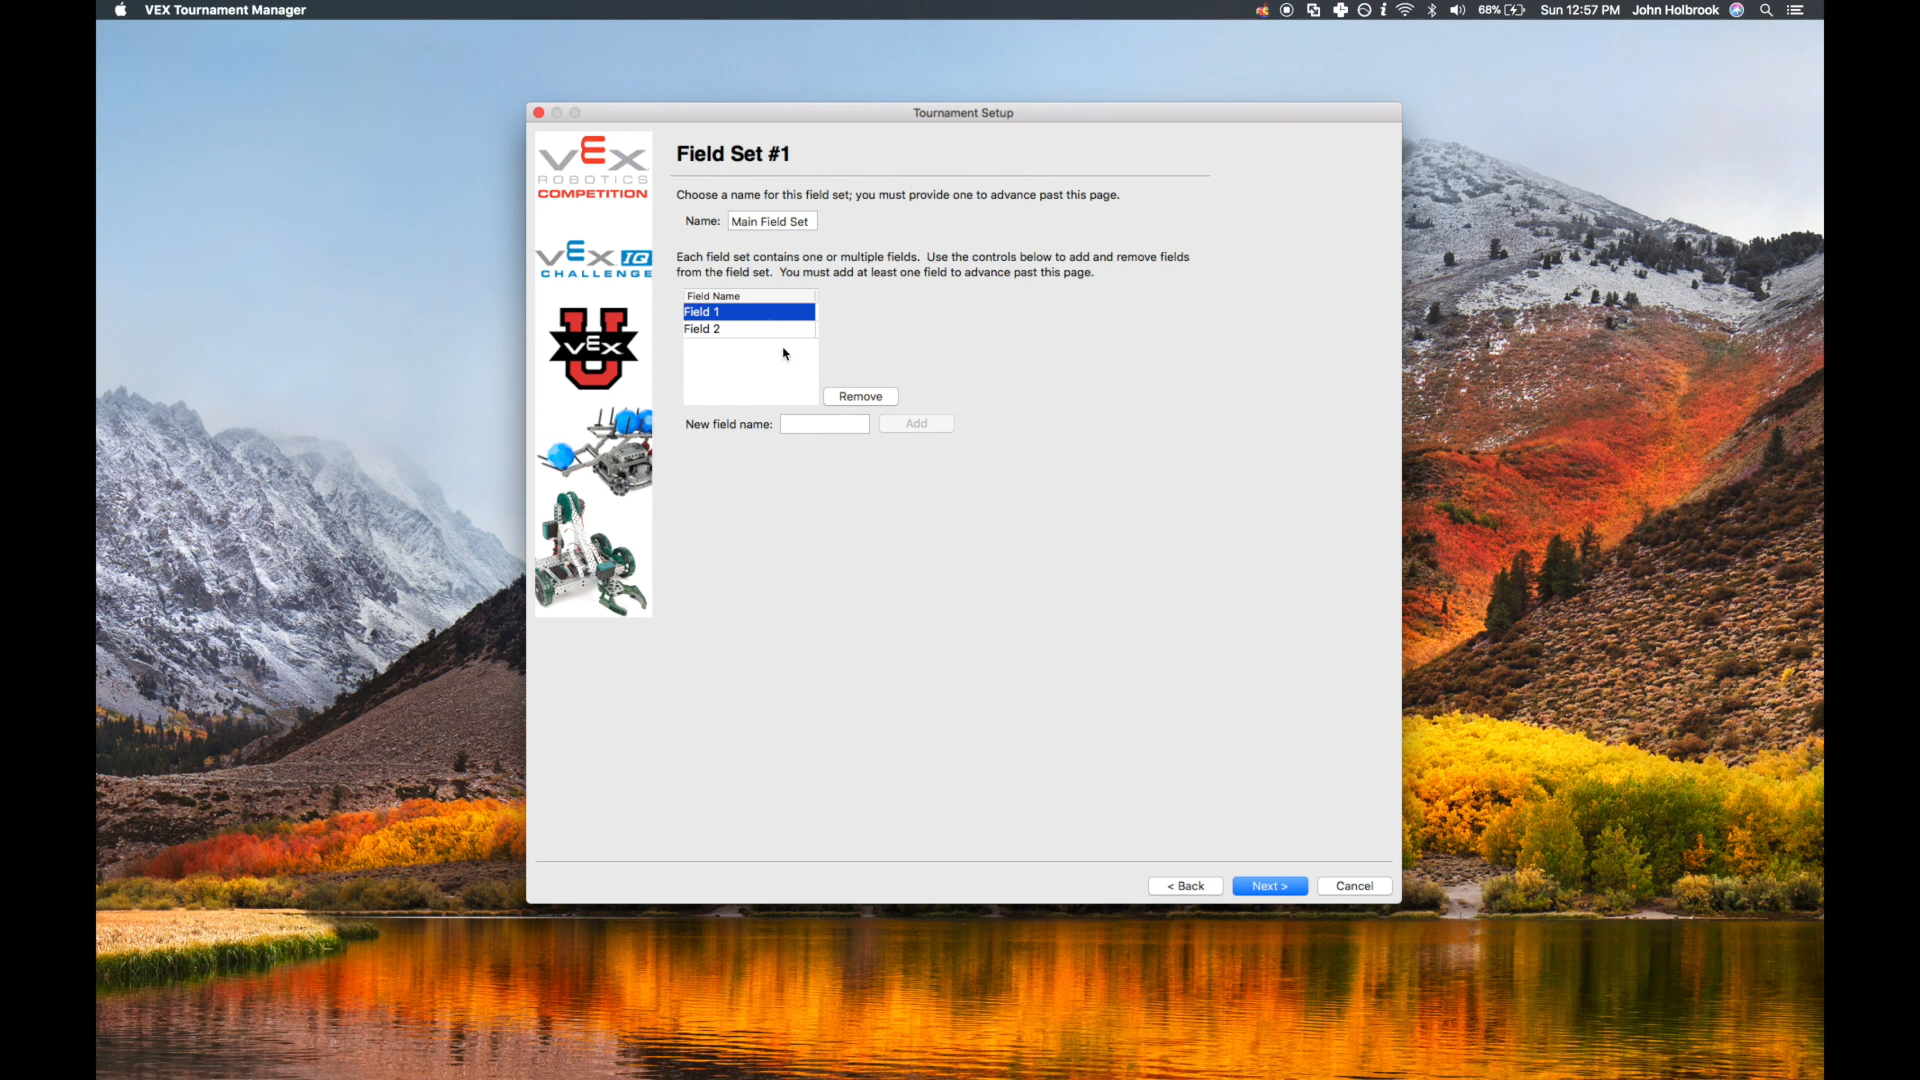 VEX Tournament Manager
68%
Sun 12:57 PM
John Holbrook
Tournament Setup
VEX
ROBOTICS
COMPETITION
VEX IQ
CHALLENGE
U
VEX
Field Set #1
Choose a name for this field set; you must provide one to advance past this page.
Name: Main Field Set
Each field set contains one or multiple fields. Use the controls below to add and remove fields
from the field set. You must add at least one field to advance past this page.
Field Name
Field 1
Field 2
Remove
New field name:
Add
< Back
Next >
Cancel